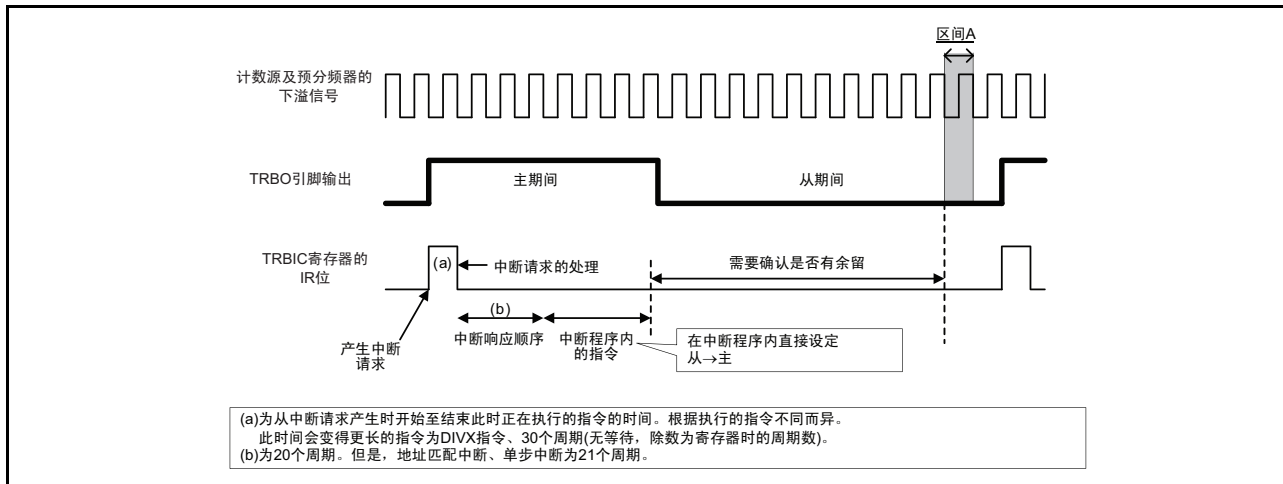 区间A
计数源及预分频器的
下溢信号
TRBO引脚输出
主期间
从期间
TRBIC寄存器的
IR位
(a)
中断请求的处理
需要确认是否有余留
(b)
产生中断
请求
中断响应顺序
中断程序内
的指令
在中断程序内直接设定
从→主
(a)为从中断请求产生时开始至结束此时正在执行的指令的时间。根据执行的指令不同而异。
此时间会变得更长的指令为DIVX指令、30个周期(无等待，除数为寄存器时的周期数)。
(b)为20个周期。但是，地址匹配中断、单步中断为21个周期。